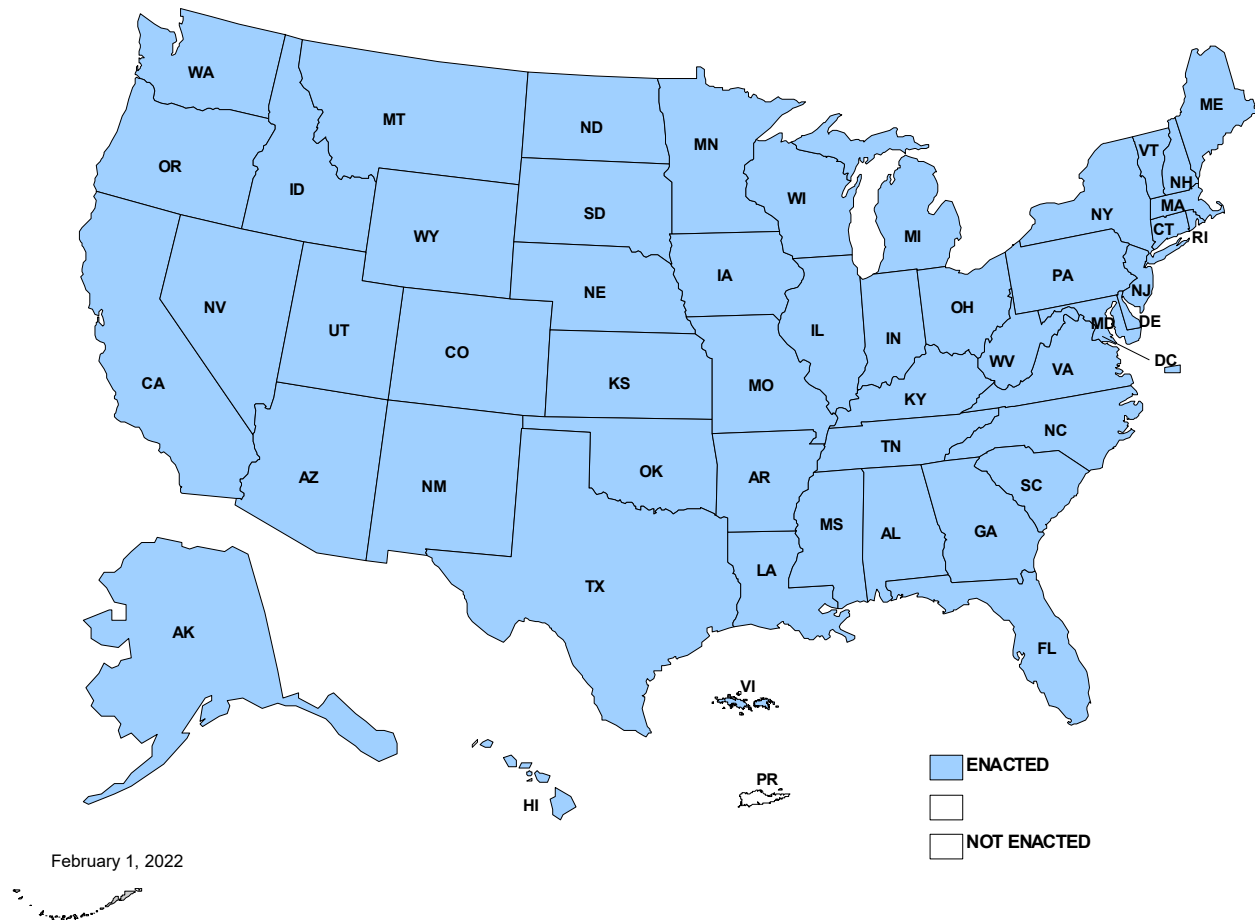 WA
MT
ND
MN
ME
OR
ID
SD
WI
VT
NH
WY
MI
NY
MA
CT
RI
IA
PA
NE
NJ
NV
UT
CO
IL
IN
OH
MD
DE
WV
DC
CA
KS
MO
KY
VA
NC
TN
AZ
NM
OK
AR
SC
MS
AL
GA
LA
TX
AK
FL
VI
HI
PR
ENACTED
NOT ENACTED
February 1, 2022